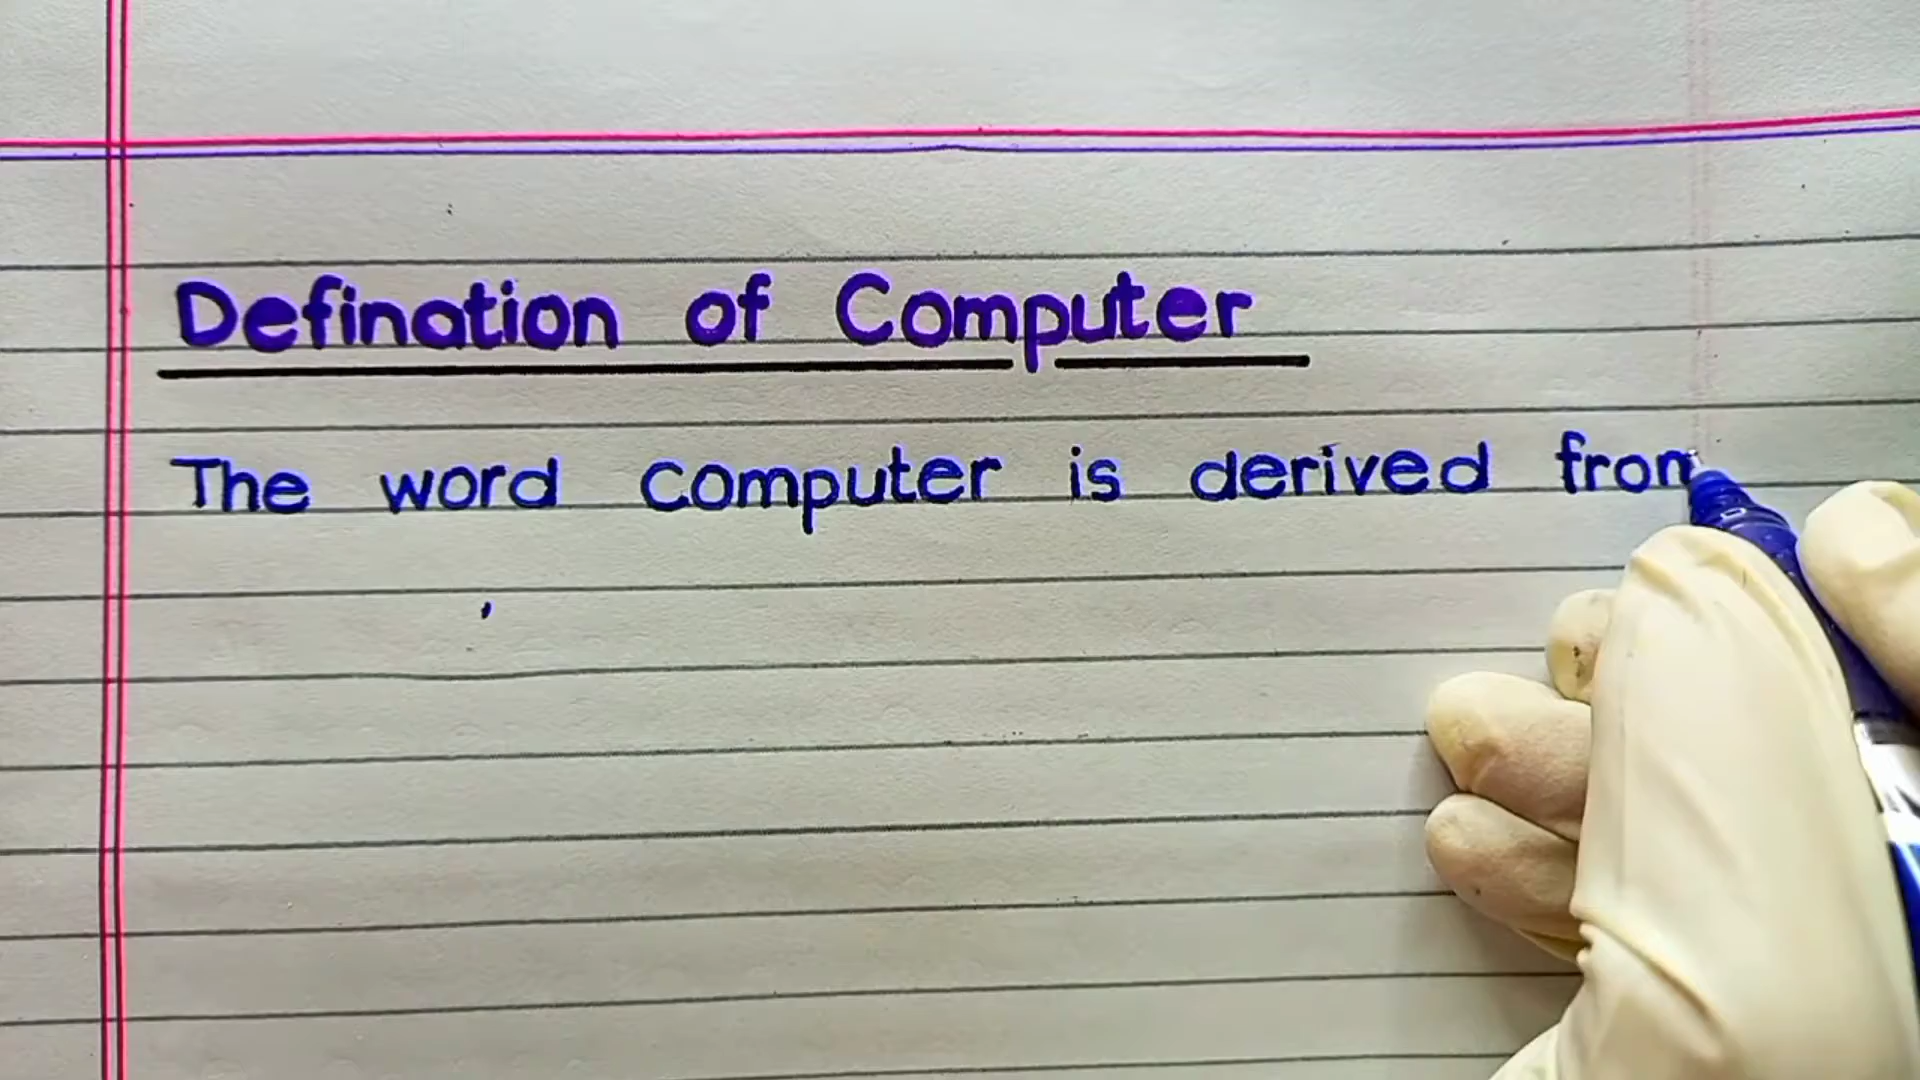 Defination of Computer
The word computer is derived from